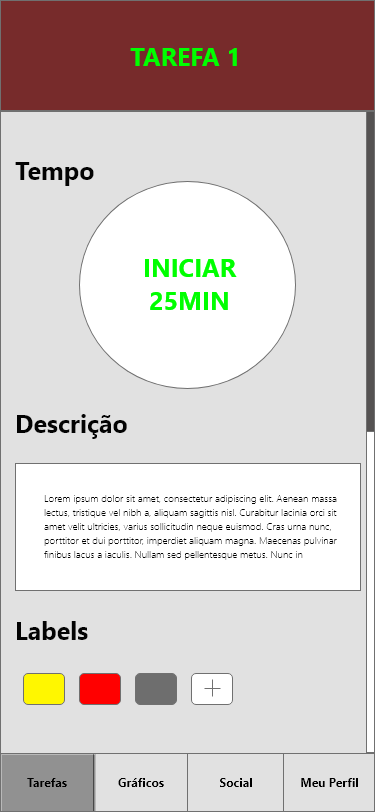 TAREFA 1
Tempo
INICIAR
25MIN
Descrição
Lorem ipsum dolor sit amet, consectetur adipiscing elit. Aenean massa
lectus, tristique vel nibh a, aliquam sagittis nisl. Curabitur lacinia orci sit
amet velit ultricies, varius sollicitudin neque euismod. Cras urna nunc,
porttitor et dui porttitor, imperdiet aliquam magna. Maecenas pulvinar
finibus lacus a iaculis. Nullam sed pellentesque metus. Nunc in
Labels
Tarefas Gráficos Social Meu Perfil